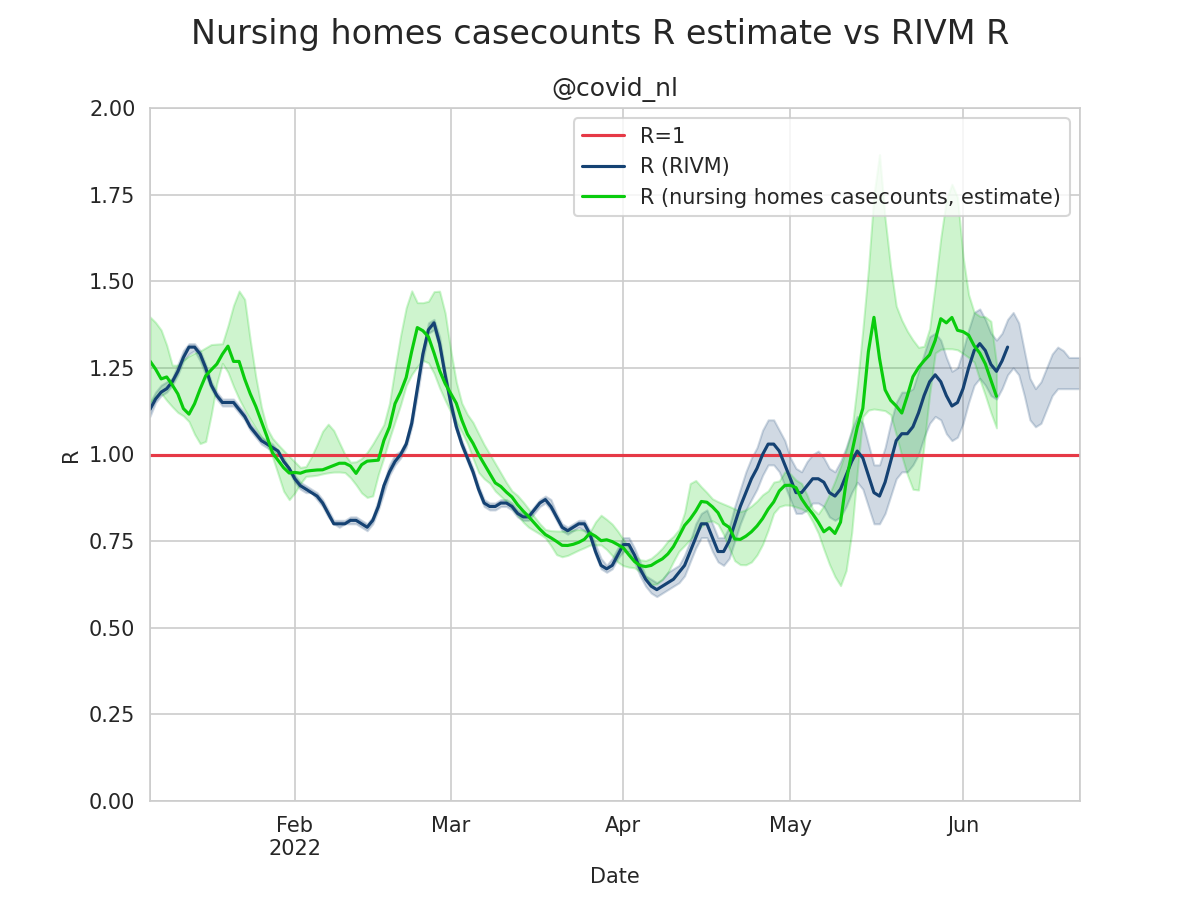 Nursing homes casecounts R estimate vs RIVM R
@covid_nl
2.00
1.75
1.50
1.25
1.00
0.75
0.50
0.25
0.00
R
R=1
R (RIVM)
R (nursing homes casecounts, estimate)
Feb
2022
Mar
Apr
May
Jun
Date